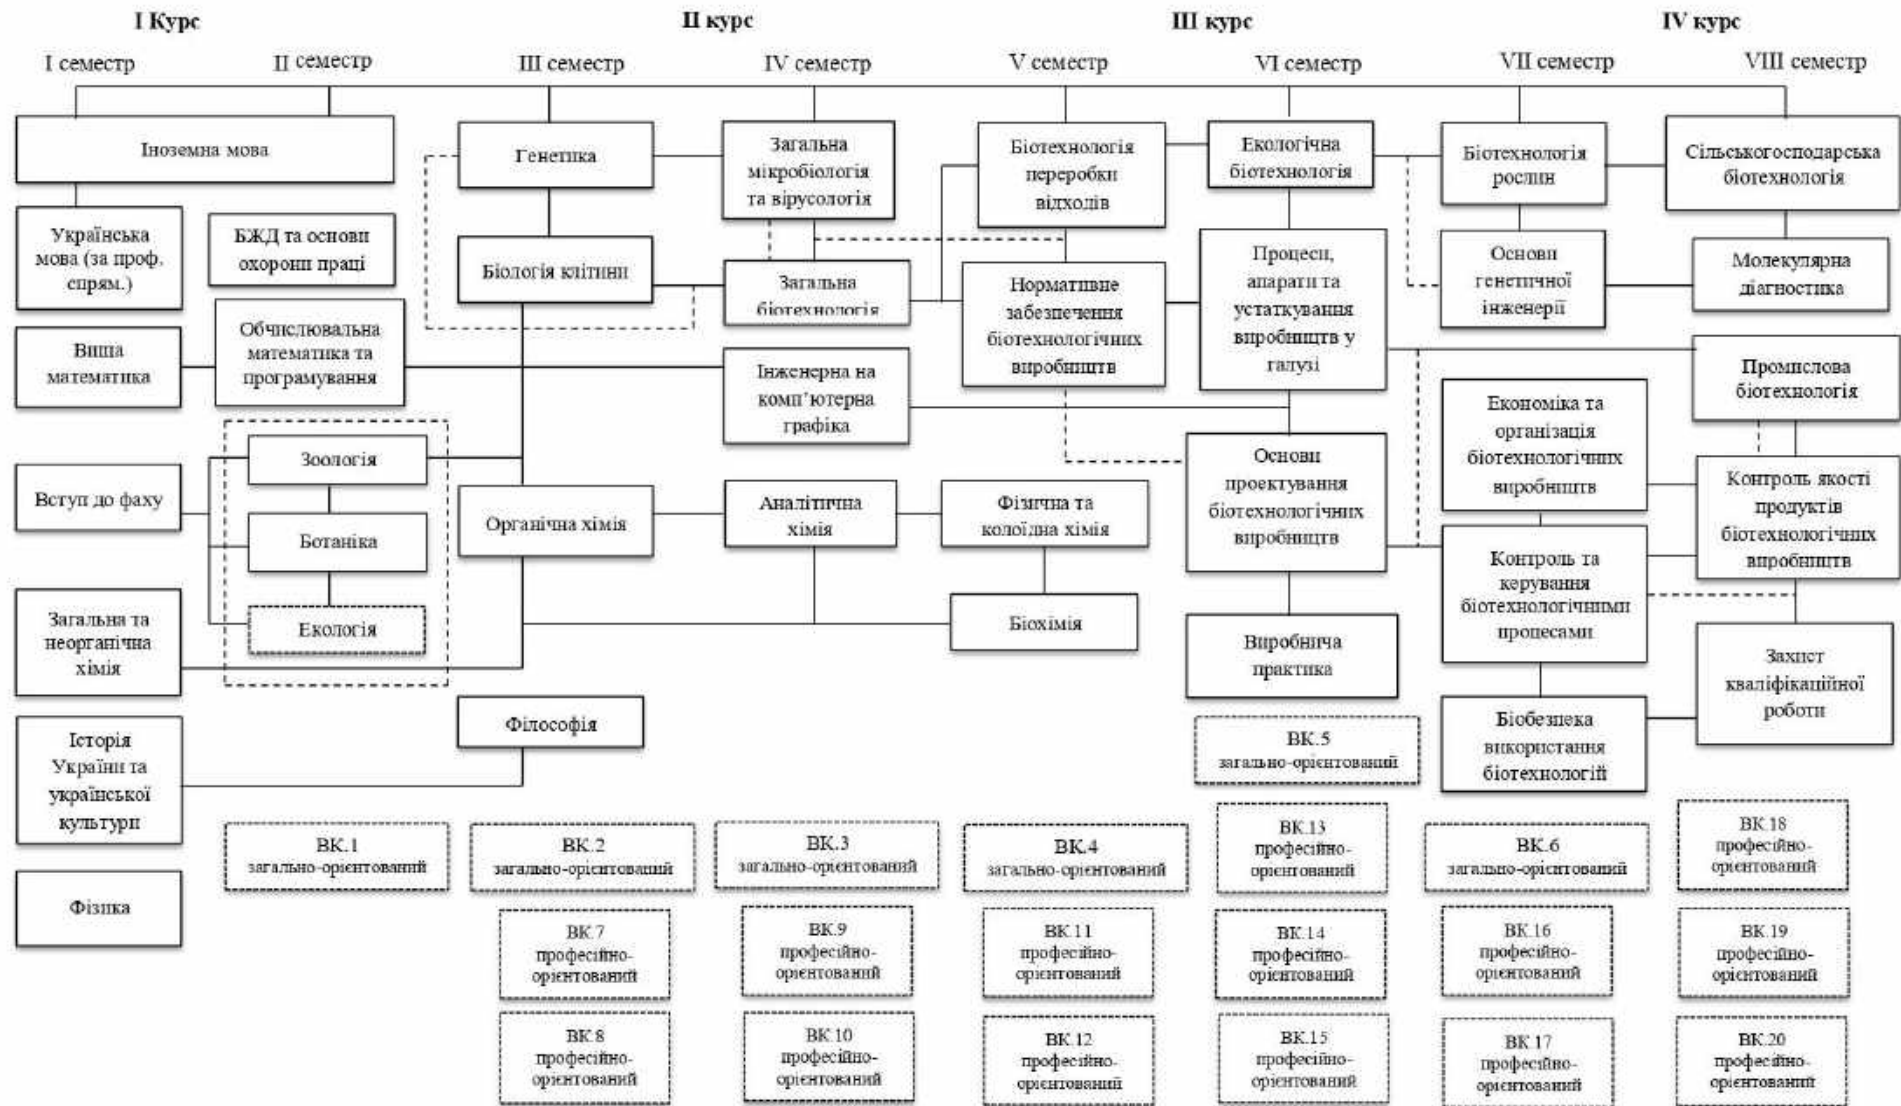 І Курс
ІІ курс
ІІІ курс
ІV курс
І семестр
ІІ семестр
ІІІ семестр
ІV семестр
V семестр
VI семестр
VII семестр
VIII семестр
Іноземна мова
Українська
мова (за проф.
спрям.)
Вища
математика
Вступ до фаху
Загальна та
неорганічна
хімія
Історія
України та
української
культури
Фізика
БЖД та основи
охорони праці
Обчислювальна
математика та
програмування
Зоологія
Ботаніка
Екологія
ВК.1
загально-орієнтований
Генетика
Біологія клітини
Органічна хімія
Філософія
ВК.2
загально-орієнтований
ВК.7
професійно-
орієнтований
ВК.8
професійно-
орієнтований
Загальна
мікробіологія
та вірусологія
Загальна
біотехнологія
Інженерна на
комп’ютерна
графіка
Аналітична
хімія
ВК.3
загально-орієнтований
ВК.9
професійно-
орієнтований
ВК.10
професійно-
орієнтований
Біотехнологія
переробки
відходів
Нормативне
забезпечення
біотехнологічних
виробництв
Фізична та
колоїдна хімія
Біохімія
ВК.4
загально-орієнтований
ВК.11
професійно-
орієнтований
ВК.12
професійно-
орієнтований
Екологічна
біотехнологія
Процеси,
апарати та
устаткування
виробництв у
галузі
Основи
проектування
біотехнологічних
виробництв
Виробнича
практика
ВК.5
загально-орієнтований
ВК.13
професійно-
орієнтований
ВК.14
професійно-
орієнтований
ВК.15
професійно-
орієнтований
Біотехнологія
рослин
Основи
генетичної
інженерії
Економіка та
організація
біотехнологічних
виробництв
Контроль та
керування
біотехнологічними
процесами
Біобезпека
використання
біотехнологій
ВК.6
загально-орієнтований
ВК.16
професійно-
орієнтований
ВК.17
професійно-
орієнтований
Сільськогосподарська
біотехнологія
Молекулярна
діагностика
Промислова
біотехнологія
Контроль якості
продуктів
біотехнологічних
виробництв
Захист
кваліфікаційної
роботи
ВК.18
професійно-
орієнтований
ВК.19
професійно-
орієнтований
ВК.20
професійно-
орієнтований